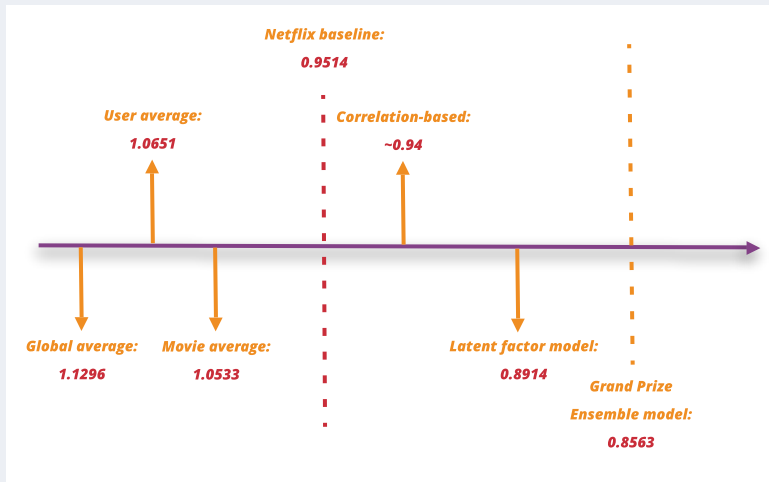 Netflix baseline:
0.9514
User average:
1.0651
Correlation-based:
~0.94
Global average:
1.1296
Movie average:
1.0533
Latent factor model:
0.8914
Grand Prize
Ensemble model:
0.8563